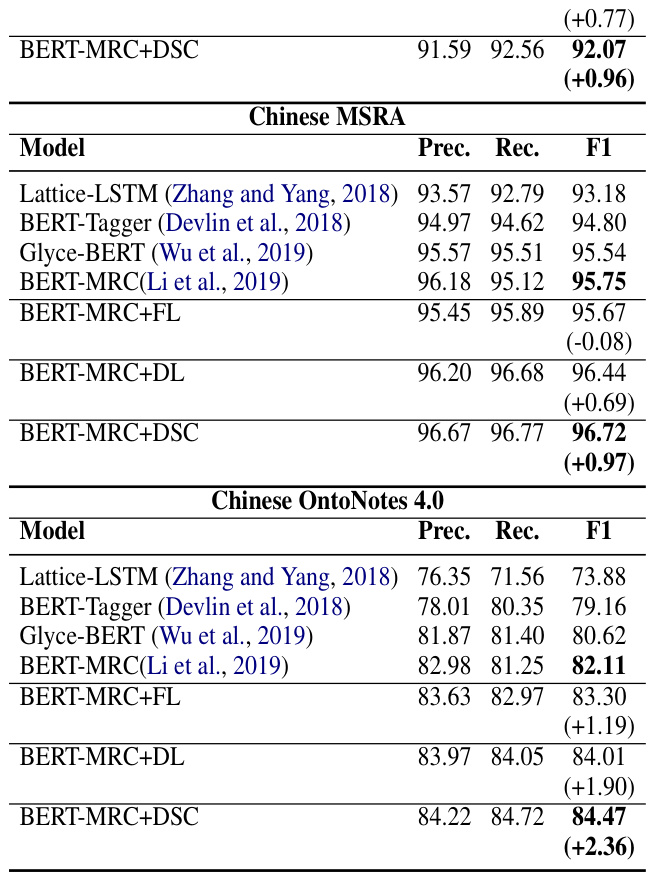 (+0.77)
BERT-MRC+DSC 91.59 92.56 92.07
(+0.96)
Chinese MSRA
Model Prec. Rec. F1
Lattice-LSTM (Zhang and Yang, 2018) 93.57 92.79 93.18
BERT-Tagger (Devlin et al., 2018) 94.97 94.62 94.80
Glyce-BERT (Wu et al., 2019) 95.57 95.51 95.54
BERT-MRC(Li et al., 2019) 96.18 95.12 95.75
BERT-MRC+FL 95.45 95.89 95.67
(-0.08)
BERT-MRC+DL 96.20 96.68 96.44
(+0.69)
BERT-MRC+DSC 96.67 96.77 96.72
(+0.97)
Chinese OntoNotes 4.0
Model Prec. Rec. F1
Lattice-LSTM (Zhang and Yang, 2018) 76.35 71.56 73.88
BERT-Tagger (Devlin et al., 2018) 78.01 80.35 79.16
Glyce-BERT (Wu et al., 2019) 81.87 81.40 80.62
BERT-MRC(Li et al., 2019) 82.98 81.25 82.11
BERT-MRC+FL 83.63 82.97 83.30
(+1.19)
BERT-MRC+DL 83.97 84.05 84.01
(+1.90)
BERT-MRC+DSC 84.22 84.72 84.47
(+2.36)